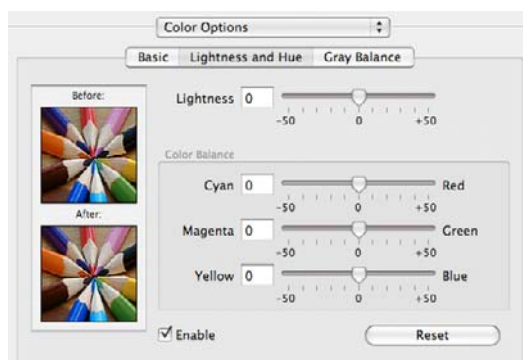 Color Options
Basic Lightness and Hue Gray Balance
Before:
Lightness 0
-50 0 +50
Color Balance
Cyan 0 Red
-50 0 +50
After:
Magenta 0 Green
-50 0 +50
Yellow 0 Blue
-50 0 +50
Enable Reset